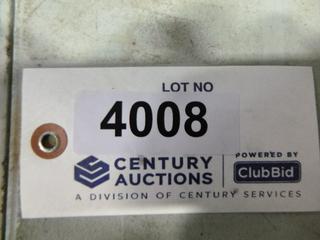 LOT NO
4008
CENTURY AUCTIONS
POWERED BY
ClubBid
A DIVISION OF CENTURY SERVICES